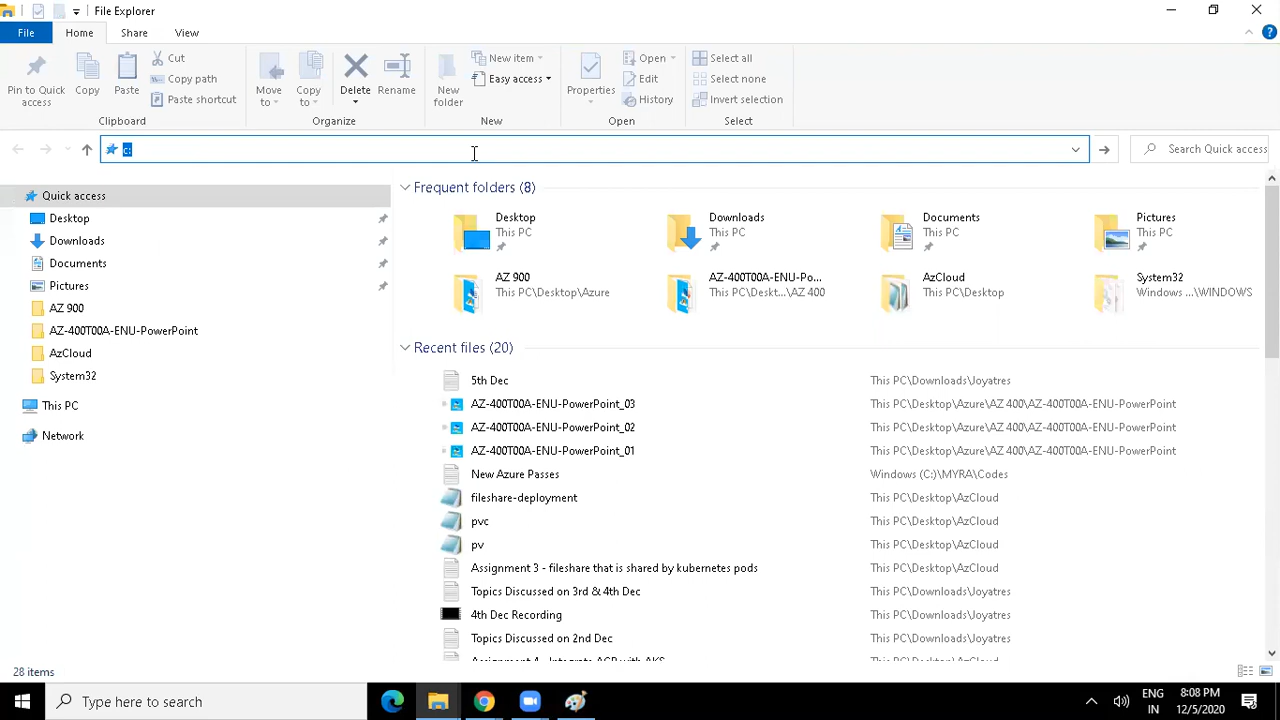 File Explorer
File Home Share View
Pin to Quick access
Copy
Paste
Cut
Copy path
Paste shortcut
Clipboard
Move to
Copy to
Delete
Rename
Organize
New folder
New item
Easy access
New
Properties
Open
Edit
History
Open
Select all
Select none
Invert selection
Select
Search Quick access
Quick access
Desktop
Downloads
Documents
Pictures
AZ 900
AZ-400T00A-ENU-PowerPoint
AzCloud
System32
This PC
Network
Frequent folders (8)
Desktop
This PC
Downloads
This PC
Documents
This PC
Pictures
This PC
AZ 900
This PC\Desktop\Azure
AZ-400T00A-ENU-Po...
This PC\Deskt...\AZ 400
AzCloud
This PC\Desktop
System32
Windows ...\WINDOWS
Recent files (20)
5th Dec This PC\Downloads\Joyatres
AZ-400T00A-ENU-PowerPoint_03 This PC\Desktop\Azure\AZ 400\AZ-400T00A-ENU-PowerPoint
AZ-400T00A-ENU-PowerPoint_02 This PC\Desktop\Azure\AZ 400\AZ-400T00A-ENU-PowerPoint
AZ-400T00A-ENU-PowerPoint_01 This PC\Desktop\Azure\AZ 400\AZ-400T00A-ENU-PowerPoint
New Azure Passes
fileshare-deployment This PC\Desktop\AzCloud
pvc This PC\Desktop\AzCloud
pv This PC\Desktop\AzCloud
Assignment - fileshare that is shared by kubernetes pods This PC\Desktop\AzCloud
Topics Discussed on 3rd & 4th Dec This PC\Downloads\Joyatres
4th Dec Recording This PC\Downloads\Joyatres
Topics Discussed on 2nd Dec This PC\Downloads\Joyatres
28 items
Type here to search
ENG
IN
8:08 PM
12/5/2020